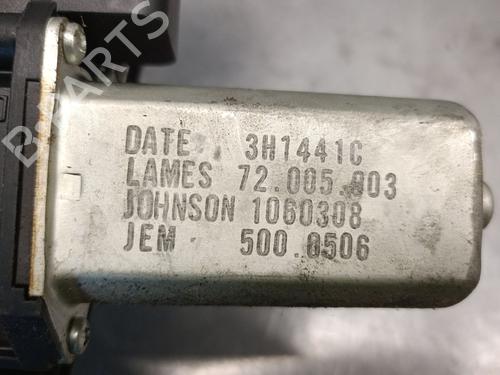 B-PARTS
DATE 3H1441C
LAMES 72.005.003
JOHNSON 1060308
JEM 500.0506